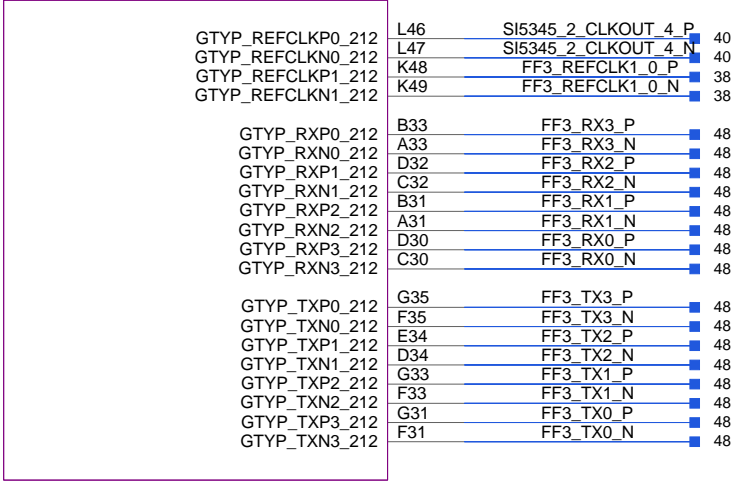 GTYP_REFCLKP0_212 L46 SI5345_2_CLKOUT_4_P 40
GTYP_REFCLKN0_212 L47 SI5345_2_CLKOUT_4_N 40
GTYP_REFCLKP1_212 K48 FF3_REFCLK1_0_P 38
GTYP_REFCLKN1_212 K49 FF3_REFCLK1_0_N 38
GTYP_RXP0_212 B33 FF3_RX3_P 48
GTYP_RXN0_212 A33 FF3_RX3_N 48
GTYP_RXP1_212 D32 FF3_RX2_P 48
GTYP_RXN1_212 C32 FF3_RX2_N 48
GTYP_RXP2_212 B31 FF3_RX1_P 48
GTYP_RXN2_212 A31 FF3_RX1_N 48
GTYP_RXP3_212 D30 FF3_RX0_P 48
GTYP_RXN3_212 C30 FF3_RX0_N 48
GTYP_TXP0_212 G35 FF3_TX3_P 48
GTYP_TXN0_212 F35 FF3_TX3_N 48
GTYP_TXP1_212 E34 FF3_TX2_P 48
GTYP_TXN1_212 D34 FF3_TX2_N 48
GTYP_TXP2_212 G33 FF3_TX1_P 48
GTYP_TXN2_212 F33 FF3_TX1_N 48
GTYP_TXP3_212 G31 FF3_TX0_P 48
GTYP_TXN3_212 F31 FF3_TX0_N 48